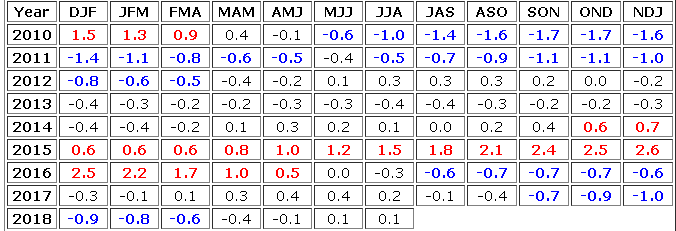 Year DJF JFM FMA MAM AMJ MJJ JJA JAS ASO SON OND NDJ
2010 1.5 1.3 0.9 0.4 -0.1 -0.6 -1.0 -1.4 -1.6 -1.7 -1.7 -1.6
2011 -1.4 -1.1 -0.8 -0.6 -0.5 -0.4 -0.5 -0.7 -0.9 -1.1 -1.1 -1.0
2012 -0.8 -0.6 -0.5 -0.4 -0.2 0.1 0.3 0.3 0.3 0.2 0.0 -0.2
2013 -0.4 -0.3 -0.2 -0.2 -0.3 -0.3 -0.4 -0.4 -0.3 -0.2 -0.2 -0.3
2014 -0.4 -0.4 -0.2 0.1 0.3 0.2 0.1 0.0 0.2 0.4 0.6 0.7
2015 0.6 0.6 0.6 0.8 1.0 1.2 1.5 1.8 2.1 2.4 2.5 2.6
2016 2.5 2.2 1.7 1.0 0.5 0.0 -0.3 -0.6 -0.7 -0.7 -0.7 -0.6
2017 -0.3 -0.1 0.1 0.3 0.4 0.4 0.2 -0.1 -0.4 -0.7 -0.9 -1.0
2018 -0.9 -0.8 -0.6 -0.4 -0.1 0.1 0.1